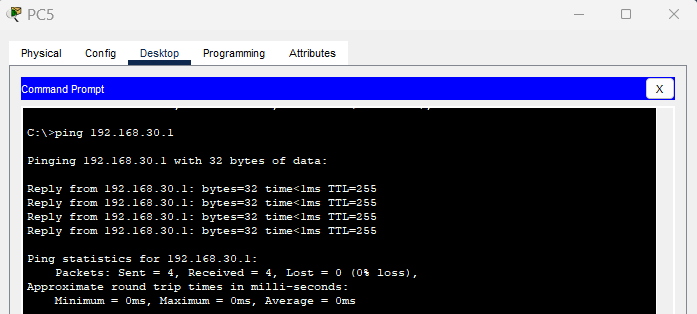 PC5
Physical Config Desktop Programming Attributes
Command Prompt X
C:\>ping 192.168.30.1
Pinging 192.168.30.1 with 32 bytes of data:
Reply from 192.168.30.1: bytes=32 time<1ms TTL=255
Reply from 192.168.30.1: bytes=32 time<1ms TTL=255
Reply from 192.168.30.1: bytes=32 time<1ms TTL=255
Reply from 192.168.30.1: bytes=32 time<1ms TTL=255
Ping statistics for 192.168.30.1:
Packets: Sent = 4, Received = 4, Lost = 0 (0% loss),
Approximate round trip times in milli-seconds:
Minimum = 0ms, Maximum = 0ms, Average = 0ms